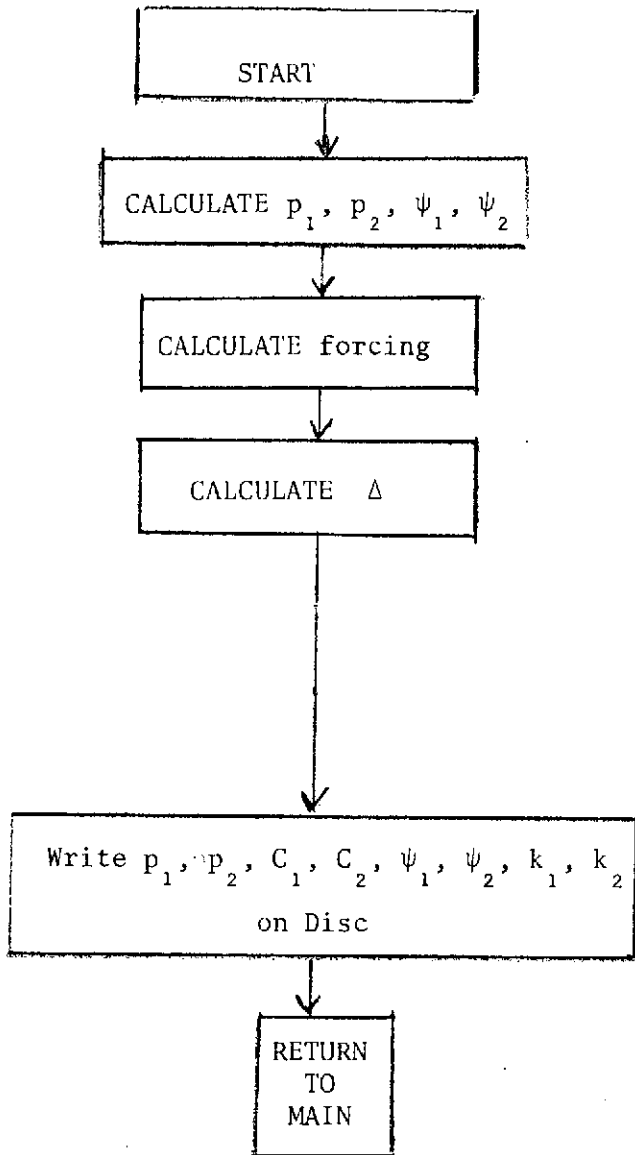 START
CALCULATE p₁, p₂, ψ₁, ψ₂
CALCULATE forcing
CALCULATE Δ
Write p₁, p₂, C₁, C₂, ψ₁, ψ₂, k₁, k₂
on Disc
RETURN
TO
MAIN